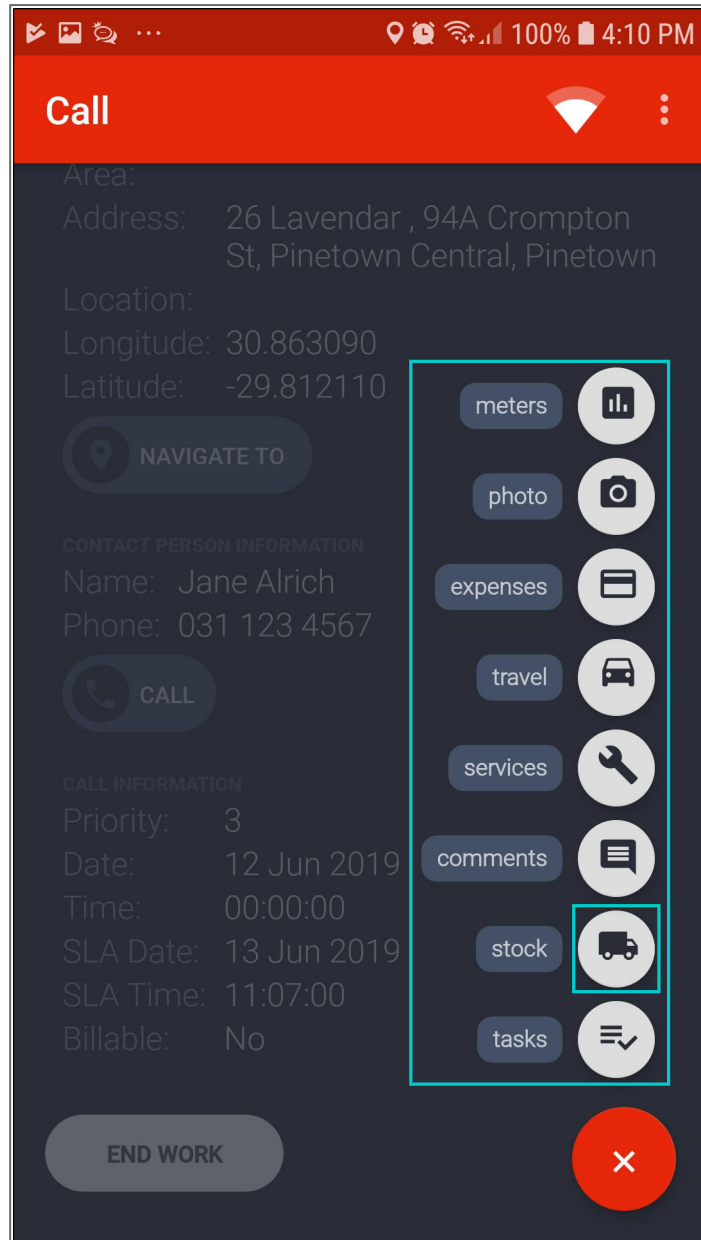 100% 4:10 PM
Call
Area:
Address: 26 Lavendar , 94A Crompton
St, Pinetown Central, Pinetown
Location:
Longitude: 30.863090
Latitude: -29.812110
meters
NAVIGATE TO
photo
CONTACT PERSON INFORMATION
Name: Jane Alrich
expenses
Phone: 031 123 4567
travel
CALL
services
CALL INFORMATION
Priority: 3
Date: 12 Jun 2019
comments
Time: 00:00:00
SLA Date: 13 Jun 2019
stock
SLA Time: 11:07:00
Billable: No
tasks
END WORK